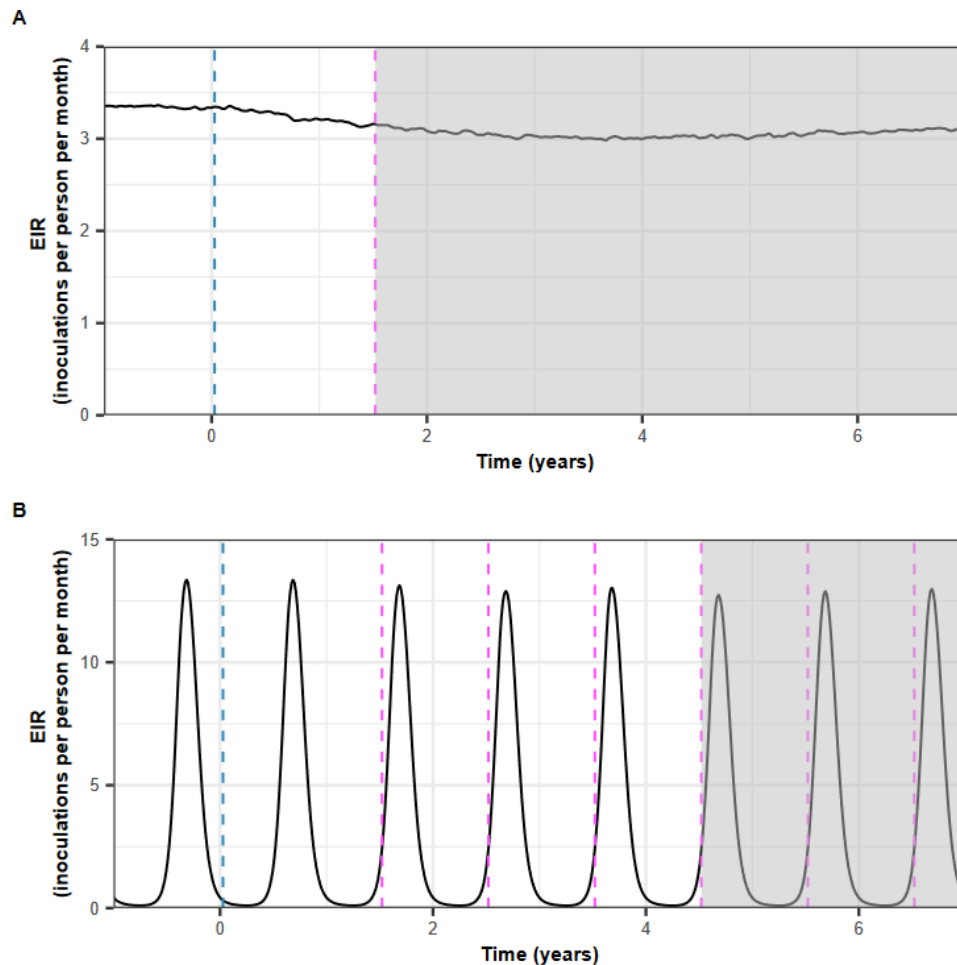 A
EIR
(inoculations per person per month)
4
3
2
1
0
0 2 4 6
Time (years)
B
EIR
(inoculations per person per month)
15
10
5
0
0 2 4 6
Time (years)